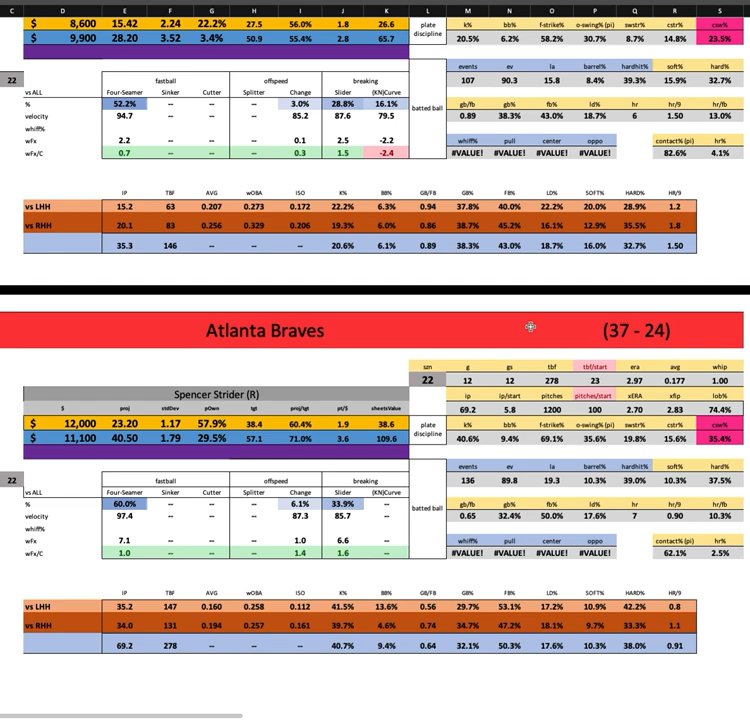 C D E F G H I J K L M N O P Q R S
$ 8,600 15.42 2.24 22.2% 27.5 56.0% 1.8 26.6 plate discipline k% bb% f-strike% o-swing% (pi) swstr% cstr% csw%
$ 9,900 28.20 3.52 3.4% 50.9 55.4% 2.8 65.7 20.5% 6.2% 58.2% 30.7% 8.7% 14.8% 23.5%
events ev la barrel% hardhit% soft% hard%
22 fastball offspeed breaking 107 90.3 15.8 8.4% 39.3% 15.9% 32.7%
vs ALL Four-Seamer Sinker Cutter Splitter Change Slider (KN)Curve
% 52.2% -- -- -- 3.0% 28.8% 16.1% batted ball gb/fb gb% fb% ld% hr hr/9 hr/fb
velocity 94.7 -- -- -- 85.2 87.6 79.5 0.89 38.3% 43.0% 18.7% 6 1.50 13.0%
whiff%
wFx 2.2 -- -- -- 0.1 2.5 -2.2 whiff% pull center oppo contact% (pi) hr%
wFx/C 0.7 -- -- -- 0.3 1.5 -2.4 #VALUE! #VALUE! #VALUE! #VALUE! 82.6% 4.1%
IP TBF AVG wOBA ISO K% BB% GB/FB GB% FB% LD% SOFT% HARD% HR/9
vs LHH 15.2 63 0.207 0.273 0.172 22.2% 6.3% 0.94 37.8% 40.0% 22.2% 20.0% 28.9% 1.2
vs RHH 20.1 83 0.256 0.329 0.206 19.3% 6.0% 0.86 38.7% 45.2% 16.1% 12.9% 35.5% 1.8
35.3 146 -- -- -- 20.6% 6.1% 0.89 38.3% 43.0% 18.7% 16.0% 32.7% 1.50
Atlanta Braves (37 - 24)
szn g gs tbf tbf/start era avg whip
22 12 12 278 23 2.97 0.177 1.00
Spencer Strider (R) ip ip/start pitches pitches/start xERA xfip lob%
$ proj stdDev pOwn tgt proj/tgt pt/$ sheetsValue 69.2 5.8 1200 100 2.70 2.83 74.4%
$ 12,000 23.20 1.17 57.9% 38.4 60.4% 1.9 38.6 plate discipline k% bb% f-strike% o-swing% (pi) swstr% cstr% csw%
$ 11,100 40.50 1.79 29.5% 57.1 71.0% 3.6 109.6 40.6% 9.4% 69.1% 35.6% 19.8% 15.6% 35.4%
events ev la barrel% hardhit% soft% hard%
22 fastball offspeed breaking 136 89.8 19.3 10.3% 39.0% 10.3% 37.5%
vs ALL Four-Seamer Sinker Cutter Splitter Change Slider (KN)Curve
% 60.0% -- -- -- 6.1% 33.9% -- batted ball gb/fb gb% fb% ld% hr hr/9 hr/fb
velocity 97.4 -- -- -- 87.3 85.7 -- 0.65 32.4% 50.0% 17.6% 7 0.90 10.3%
whiff%
wFx 7.1 -- -- -- 1.0 6.6 -- whiff% pull center oppo contact% (pi) hr%
wFx/C 1.0 -- -- -- 1.4 1.6 -- #VALUE! #VALUE! #VALUE! #VALUE! 62.1% 2.5%
IP TBF AVG wOBA ISO K% BB% GB/FB GB% FB% LD% SOFT% HARD% HR/9
vs LHH 35.2 147 0.160 0.258 0.112 41.5% 13.6% 0.56 29.7% 53.1% 17.2% 10.9% 42.2% 0.8
vs RHH 34.0 131 0.194 0.257 0.161 39.7% 4.6% 0.74 34.7% 47.2% 18.1% 9.7% 33.3% 1.1
69.2 278 -- -- -- 40.7% 9.4% 0.64 32.1% 50.3% 17.6% 10.3% 38.0% 0.91